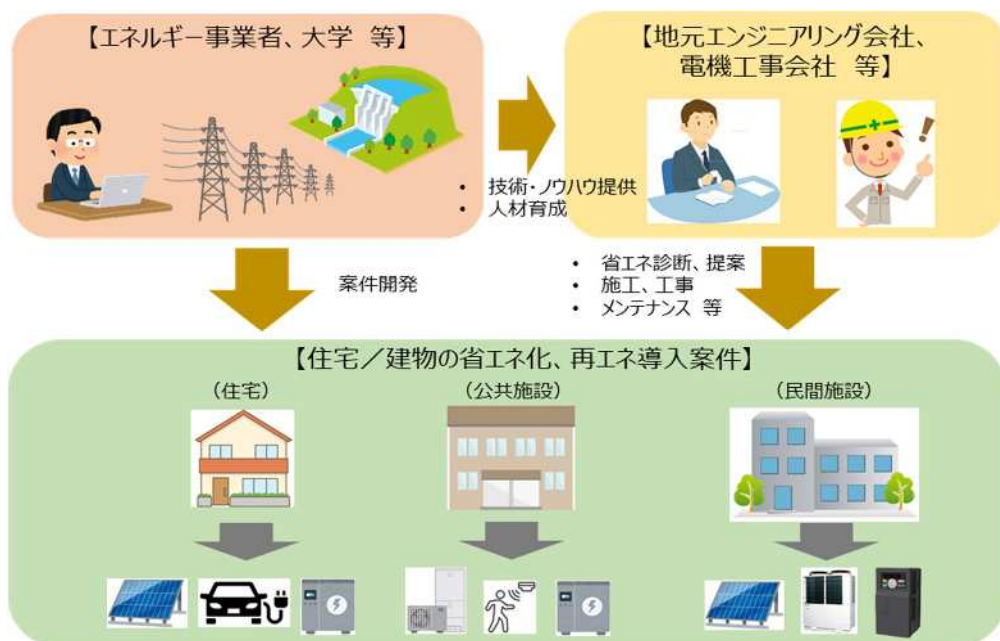 【エネルギー事業者、大学 等】
【地元エンジニアリング会社、
電機工事会社 等】
• 技術・ノウハウ提供
• 人材育成
案件開発
• 省エネ診断、提案
• 施工、工事
• メンテナンス 等
【住宅／建物の省エネ化、再エネ導入案件】
（住宅）
（公共施設）
（民間施設）